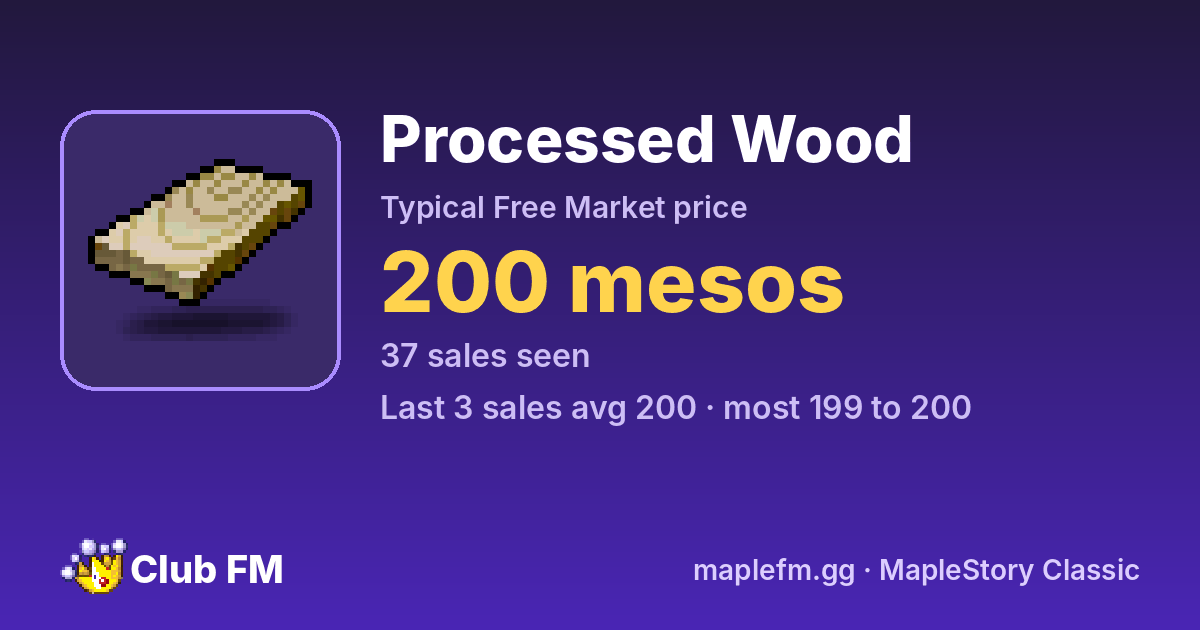 Processed Wood
Typical Free Market price
200 mesos
37 sales seen
Last 3 sales avg 200 · most 199 to 200
Club FM
maplefm.gg · MapleStory Classic